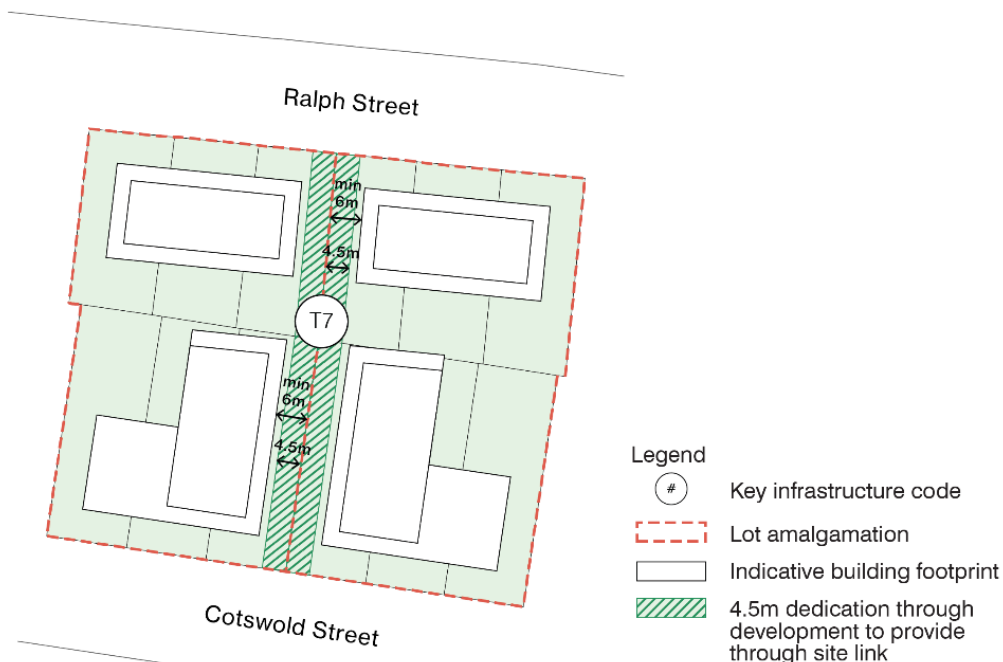 Ralph Street
min
6m
4.5m
T7
min
6m
4.5m
Cotswold Street
Legend
# Key infrastructure code
Lot amalgamation
Indicative building footprint
4.5m dedication through
development to provide
through site link